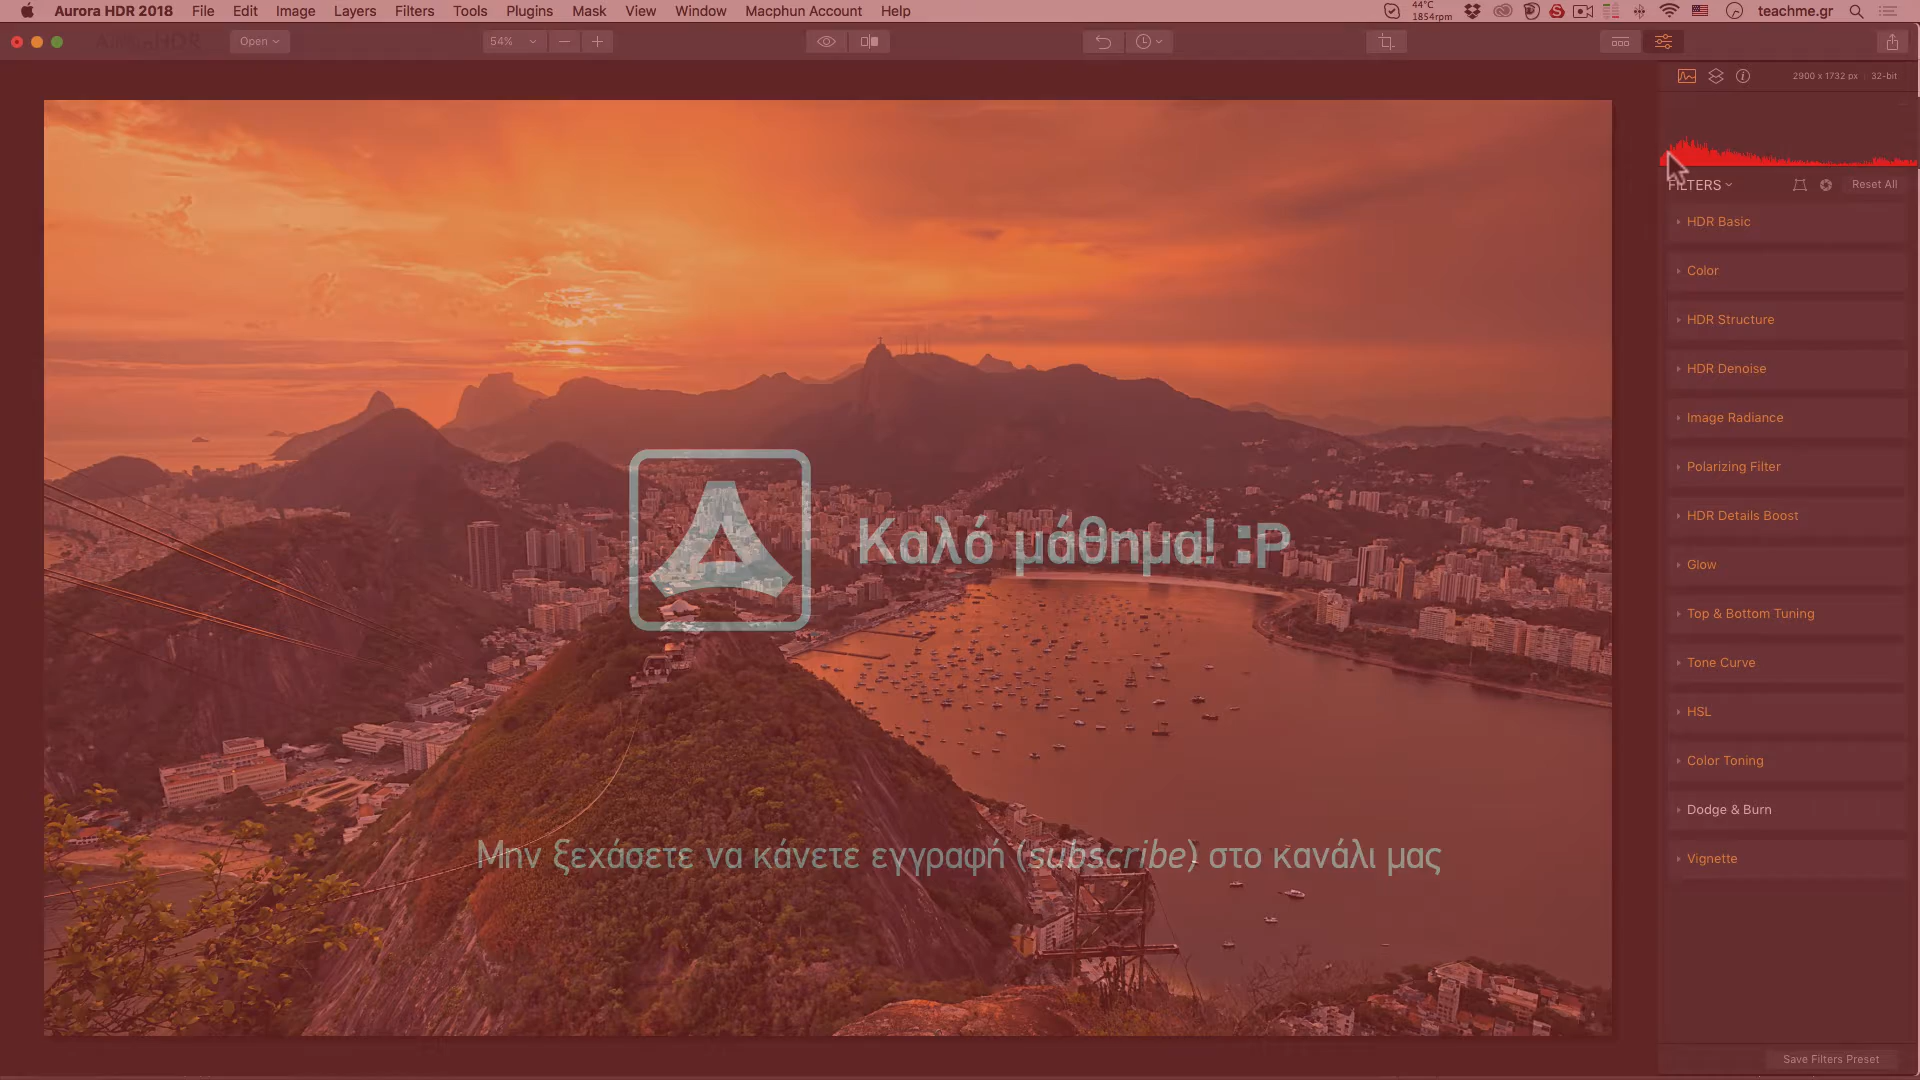 Aurora HDR 2018 File Edit Image Layers Filters Tools Plugins Mask View Window Macphun Account Help 44°C 1854rpm teachme.gr
AuroraHDR Open 54%
2900 x 1732 px 32-bit
FILTERS Reset All
HDR Basic
Color
HDR Structure
HDR Denoise
Image Radiance
Polarizing Filter
HDR Details Boost
Glow
Top & Bottom Tuning
Tone Curve
HSL
Color Toning
Dodge & Burn
Vignette
Save Filters Preset
Καλό μάθημα! :P
Μην ξεχάσετε να κάνετε εγγραφή (subscribe) στο κανάλι μας